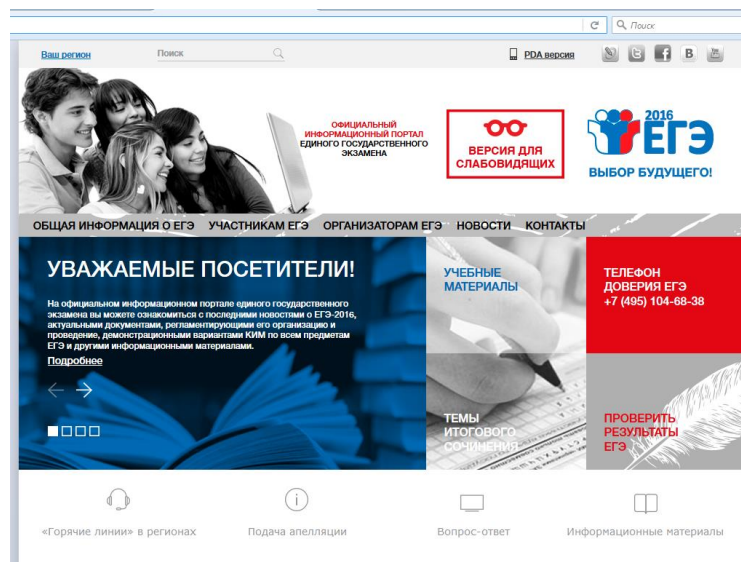 Поиск
Ваш регион
Поиск
PDA версия
ОФИЦИАЛЬНЫЙ
ИНФОРМАЦИОННЫЙ ПОРТАЛ
ЕДИНОГО ГОСУДАРСТВЕННОГО
ЭКЗАМЕНА
ВЕРСИЯ ДЛЯ
СЛАБОВИДЯЩИХ
2016
ЕГЭ
ВЫБОР БУДУЩЕГО!
ОБЩАЯ ИНФОРМАЦИЯ О ЕГЭ УЧАСТНИКАМ ЕГЭ ОРГАНИЗАТОРАМ ЕГЭ НОВОСТИ КОНТАКТЫ
УВАЖАЕМЫЕ ПОСЕТИТЕЛИ!
На официальном информационном портале единого государственного
экзамена вы можете ознакомиться с последними новостями о ЕГЭ-2016,
актуальными документами, регламентирующими его организацию и
проведение, демонстрационными вариантами КИМ по всем предметам
ЕГЭ и другими информационными материалами.
Подробнее
УЧЕБНЫЕ
МАТЕРИАЛЫ
ТЕЛЕФОН
ДОВЕРИЯ ЕГЭ
+7 (495) 104-68-38
ТЕМЫ
ИТОГОВОГО
СОЧИНЕНИЯ
ПРОВЕРИТЬ
РЕЗУЛЬТАТЫ
ЕГЭ
«Горячие линии» в регионах
Подача апелляции
Вопрос-ответ
Информационные материалы